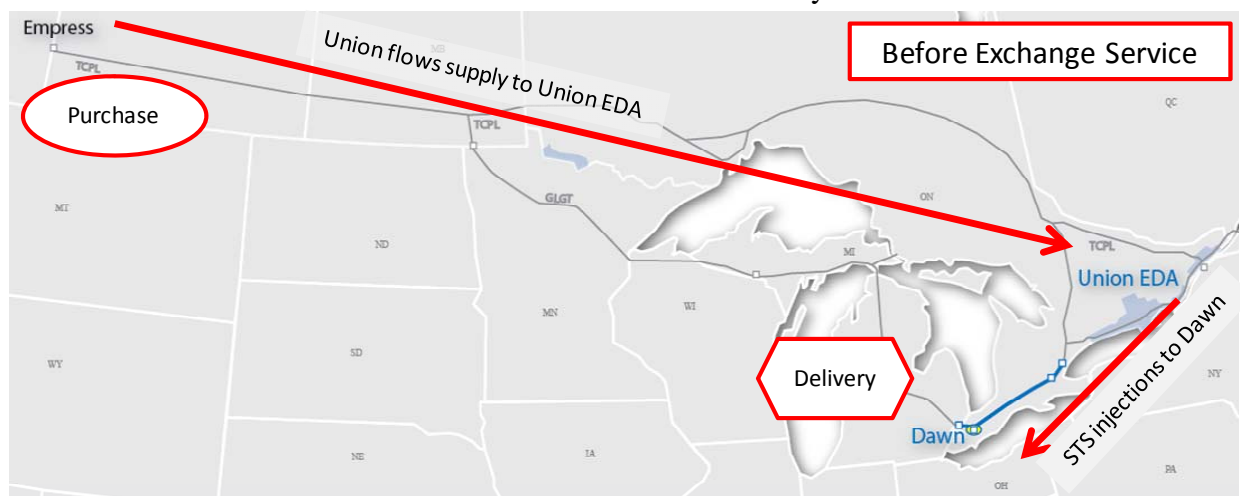 Empress
Before Exchange Service
Union flows supply to Union EDA
MB
TCPL
QC
Purchase
TCPL
ON
GLGT
MT
ND
MI
TCPL
Union EDA
MN
WI
SD
WY
Delivery
NY
STS injections to Dawn
Dawn
NE
IA
PA
OH